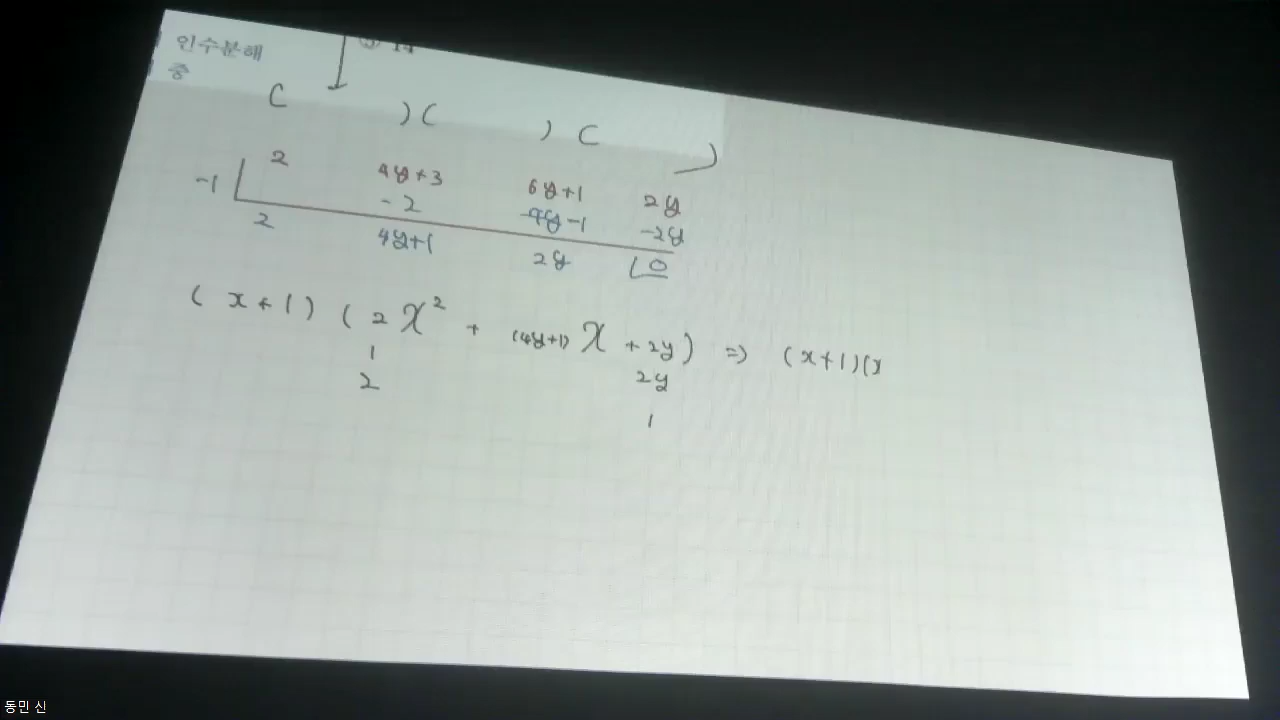 인수분해
중
( )( )( )
-1 | 2 4y+3 6y+1 2y
-2 -4y-1 -2y
2 4y+1 2y | 0
(x+1)(2x² + (4y+1)x + 2y) => (x+1)(x
1 2y
2 1
동민 신